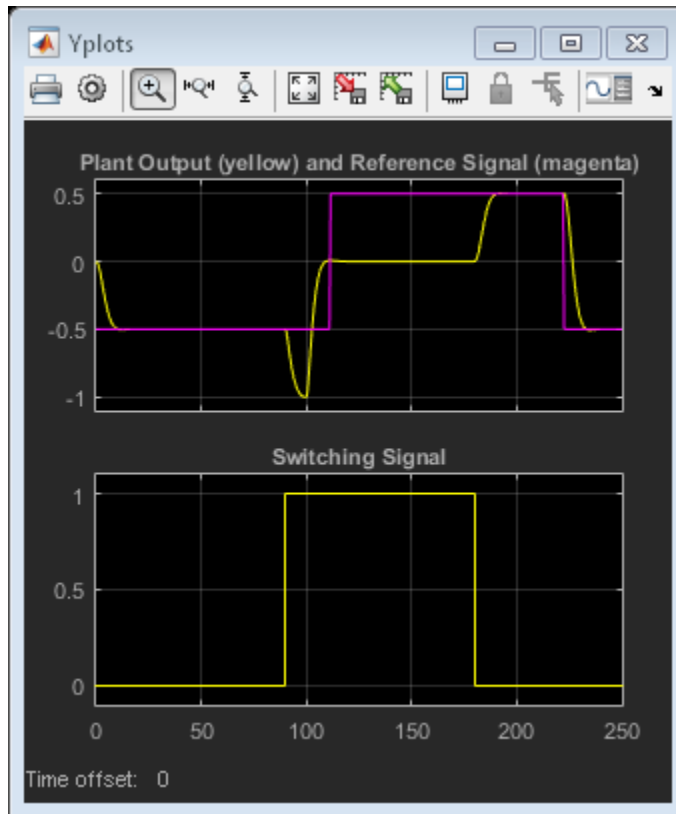 Yplots
Plant Output (yellow) and Reference Signal (magenta)
0.5
0
-0.5
-1
Switching Signal
1
0.5
0
0 50 100 150 200 250
Time offset: 0